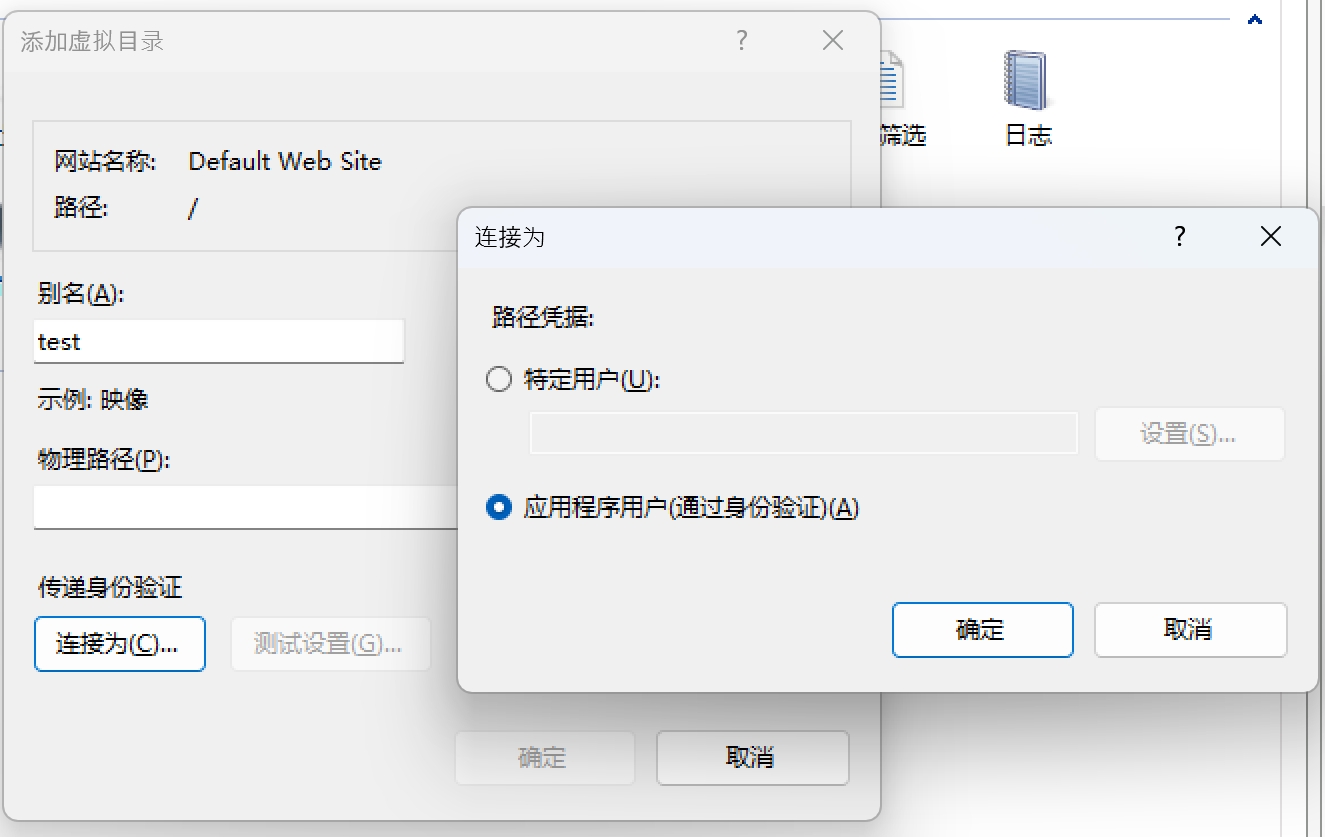 添加虚拟目录
?
筛选
日志
网站名称: Default Web Site
路径: /
连接为
?
别名(A):
test
示例: 映像
物理路径(P):
传递身份验证
连接为(C)...
测试设置(G)...
确定
取消
路径凭据:
特定用户(U):
设置(S)...
应用程序用户(通过身份验证)(A)
确定
取消